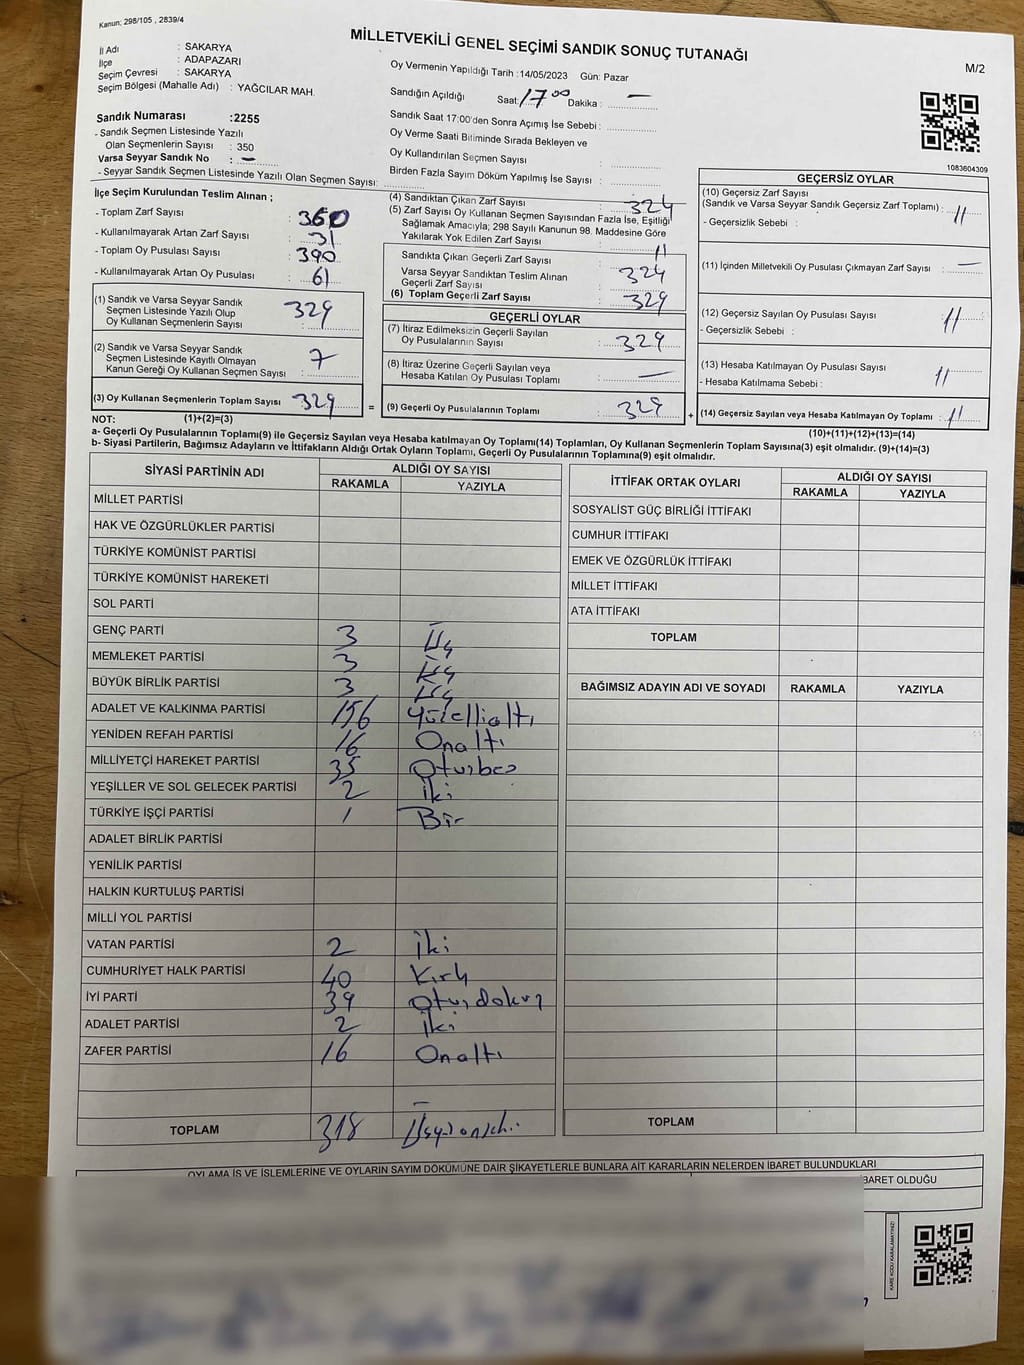 Kanun; 298/105 , 2839/4
MİLLETVEKİLİ GENEL SEÇİMİ SANDIK SONUÇ TUTANAĞI
M/2
İl Adı : SAKARYA
İlçe : ADAPAZARI
Seçim Çevresi : SAKARYA
Seçim Bölgesi (Mahalle Adı) : YAĞCILAR MAH.
Sandık Numarası :2255
- Sandık Seçmen Listesinde Yazılı
Olan Seçmenlerin Sayısı : 350
Varsa Seyyar Sandık No : —
- Seyyar Sandık Seçmen Listesinde Yazılı Olan Seçmen Sayısı:
Oy Vermenin Yapıldığı Tarih :14/05/2023 Gün: Pazar
Sandığın Açıldığı Saat: 17 00 Dakika : —
Sandık Saat 17:00'den Sonra Açımış İse Sebebi :
Oy Verme Saati Bitiminde Sırada Bekleyen ve
Oy Kullandırılan Seçmen Sayısı :
Birden Fazla Sayım Döküm Yapılmış İse Sayısı :
1083604309
İlçe Seçim Kurulundan Teslim Alınan ;
- Toplam Zarf Sayısı : 360
- Kullanılmayarak Artan Zarf Sayısı : 31
- Toplam Oy Pusulası Sayısı : 390
- Kullanılmayarak Artan Oy Pusulası : 61
(1) Sandık ve Varsa Seyyar Sandık
Seçmen Listesinde Yazılı Olup
Oy Kullanan Seçmenlerin Sayısı : 329
(2) Sandık ve Varsa Seyyar Sandık
Seçmen Listesinde Kayıtlı Olmayan
Kanun Gereği Oy Kullanan Seçmen Sayısı : 7
(3) Oy Kullanan Seçmenlerin Toplam Sayısı : 329
(4) Sandıktan Çıkan Zarf Sayısı : 324
(5) Zarf Sayısı Oy Kullanan Seçmen Sayısından Fazla İse, Eşitliği
Sağlamak Amacıyla; 298 Sayılı Kanunun 98. Maddesine Göre
Yakılarak Yok Edilen Zarf Sayısı : 11
Sandıkta Çıkan Geçerli Zarf Sayısı :
Varsa Seyyar Sandıktan Teslim Alınan
Geçerli Zarf Sayısı : 324
(6) Toplam Geçerli Zarf Sayısı : 329
GEÇERLİ OYLAR
(7) İtiraz Edilmeksizin Geçerli Sayılan
Oy Pusulalarının Sayısı : 329
(8) İtiraz Üzerine Geçerli Sayılan veya
Hesaba Katılan Oy Pusulası Toplamı : —
= (9) Geçerli Oy Pusulalarının Toplamı : 329 +
GEÇERSİZ OYLAR
(10) Geçersiz Zarf Sayısı
(Sandık ve Varsa Seyyar Sandık Geçersiz Zarf Toplamı) : 11
- Geçersizlik Sebebi :
(11) İçinden Milletvekili Oy Pusulası Çıkmayan Zarf Sayısı : —
(12) Geçersiz Sayılan Oy Pusulası Sayısı : 11
- Geçersizlik Sebebi :
(13) Hesaba Katılmayan Oy Pusulası Sayısı : 11
- Hesaba Katılmama Sebebi :
(14) Geçersiz Sayılan veya Hesaba Katılmayan Oy Toplamı : 11
NOT: (1)+(2)=(3)
(10)+(11)+(12)+(13)=(14)
a- Geçerli Oy Pusulalarının Toplamı(9) ile Geçersiz Sayılan veya Hesaba katılmayan Oy Toplamı(14) Toplamları, Oy Kullanan Seçmenlerin Toplam Sayısına(3) eşit olmalıdır. (9)+(14)=(3)
b- Siyasi Partilerin, Bağımsız Adayların ve İttifakların Aldığı Ortak Oyların Toplamı, Geçerli Oy Pusulalarının Toplamına(9) eşit olmalıdır.
SİYASİ PARTİNİN ADI ALDIĞI OY SAYISI
RAKAMLA YAZIYLA
MİLLET PARTİSİ
HAK VE ÖZGÜRLÜKLER PARTİSİ
TÜRKİYE KOMÜNİST PARTİSİ
TÜRKİYE KOMÜNİST HAREKETİ
SOL PARTİ
GENÇ PARTİ 3 Üç
MEMLEKET PARTİSİ 3 Üç
BÜYÜK BİRLİK PARTİSİ 3 Üç
ADALET VE KALKINMA PARTİSİ 156 Yüzellialtı
YENİDEN REFAH PARTİSİ 16 Onaltı
MİLLİYETÇİ HAREKET PARTİSİ 35 Otuzbeş
YEŞİLLER VE SOL GELECEK PARTİSİ 2 İki
TÜRKİYE İŞÇİ PARTİSİ 1 Bir
ADALET BİRLİK PARTİSİ
YENİLİK PARTİSİ
HALKIN KURTULUŞ PARTİSİ
MİLLİ YOL PARTİSİ
VATAN PARTİSİ 2 İki
CUMHURİYET HALK PARTİSİ 40 Kırk
İYİ PARTİ 39 Otuzdokuz
ADALET PARTİSİ 2 İki
ZAFER PARTİSİ 16 Onaltı
TOPLAM 318
İTTİFAK ORTAK OYLARI ALDIĞI OY SAYISI
RAKAMLA YAZIYLA
SOSYALİST GÜÇ BİRLİĞİ İTTİFAKI
CUMHUR İTTİFAKI
EMEK VE ÖZGÜRLÜK İTTİFAKI
MİLLET İTTİFAKI
ATA İTTİFAKI
TOPLAM
BAĞIMSIZ ADAYIN ADI VE SOYADI RAKAMLA YAZIYLA
TOPLAM
OYLAMA İŞ VE İŞLEMLERİNE VE OYLARIN SAYIM DÖKÜMÜNE DAİR ŞİKAYETLERLE BUNLARA AİT KARARLARIN NELERDEN İBARET BULUNDUKLARI
BARET OLDUĞU
KARE KODU KARALAMAYINIZ!